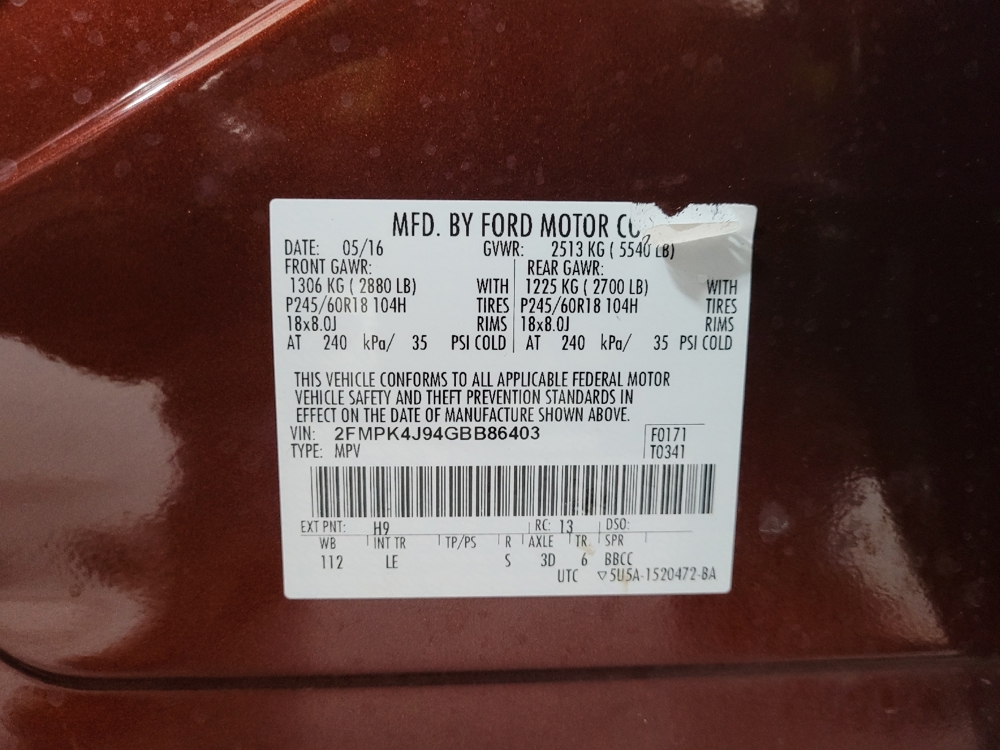 MFD. BY FORD MOTOR CO
DATE: 05/16 GVWR: 2513 KG ( 5540 LB)
FRONT GAWR: REAR GAWR:
1306 KG ( 2880 LB) WITH 1225 KG ( 2700 LB) WITH
P245/60R18 104H TIRES P245/60R18 104H TIRES
18x8.0J RIMS 18x8.0J RIMS
AT 240 kPa/ 35 PSI COLD AT 240 kPa/ 35 PSI COLD
THIS VEHICLE CONFORMS TO ALL APPLICABLE FEDERAL MOTOR
VEHICLE SAFETY AND THEFT PREVENTION STANDARDS IN
EFFECT ON THE DATE OF MANUFACTURE SHOWN ABOVE.
VIN: 2FMPK4J94GBB86403 F0171
TYPE: MPV T0341
EXT PNT: H9 RC: 13 DSO:
WB INT TR TP/PS R AXLE TR SPR
112 LE S 3D 6 BBCC
UTC ▽5U5A-1520472-BA